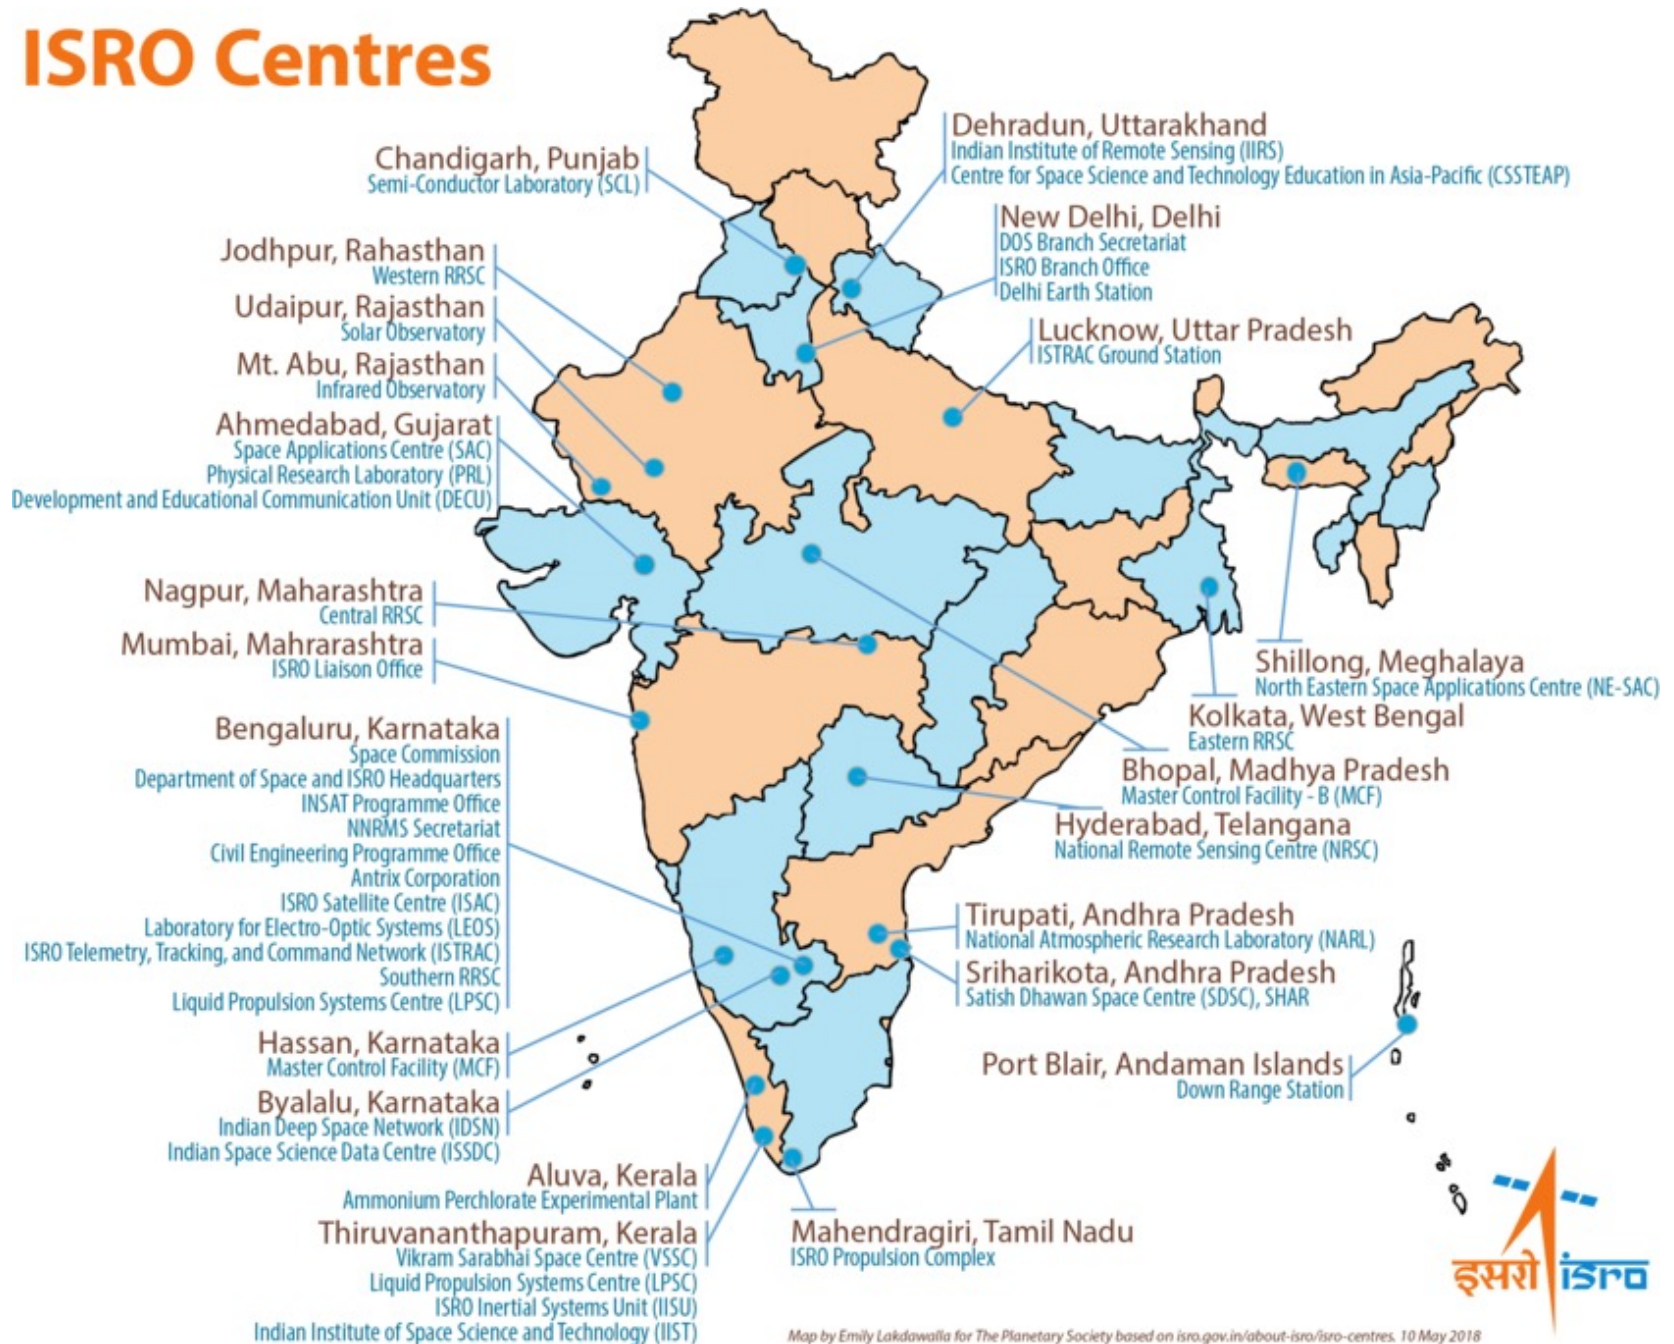 ISRO Centres
Chandigarh, Punjab
Semi-Conductor Laboratory (SCL)
Dehradun, Uttarakhand
Indian Institute of Remote Sensing (IIRS)
Centre for Space Science and Technology Education in Asia-Pacific (CSSTEAP)
New Delhi, Delhi
DOS Branch Secretariat
ISRO Branch Office
Delhi Earth Station
Jodhpur, Rahasthan
Western RRSC
Udaipur, Rajasthan
Solar Observatory
Mt. Abu, Rajasthan
Infrared Observatory
Lucknow, Uttar Pradesh
ISTRAC Ground Station
Ahmedabad, Gujarat
Space Applications Centre (SAC)
Physical Research Laboratory (PRL)
Development and Educational Communication Unit (DECU)
Nagpur, Maharashtra
Central RRSC
Mumbai, Mahrarashtra
ISRO Liaison Office
Shillong, Meghalaya
North Eastern Space Applications Centre (NE-SAC)
Kolkata, West Bengal
Eastern RRSC
Bhopal, Madhya Pradesh
Master Control Facility - B (MCF)
Hyderabad, Telangana
National Remote Sensing Centre (NRSC)
Bengaluru, Karnataka
Space Commission
Department of Space and ISRO Headquarters
INSAT Programme Office
NNRMS Secretariat
Civil Engineering Programme Office
Antrix Corporation
ISRO Satellite Centre (ISAC)
Laboratory for Electro-Optic Systems (LEOS)
ISRO Telemetry, Tracking, and Command Network (ISTRAC)
Southern RRSC
Liquid Propulsion Systems Centre (LPSC)
Tirupati, Andhra Pradesh
National Atmospheric Research Laboratory (NARL)
Sriharikota, Andhra Pradesh
Satish Dhawan Space Centre (SDSC), SHAR
Hassan, Karnataka
Master Control Facility (MCF)
Port Blair, Andaman Islands
Down Range Station
Byalalu, Karnataka
Indian Deep Space Network (IDSN)
Indian Space Science Data Centre (ISSDC)
Aluva, Kerala
Ammonium Perchlorate Experimental Plant
Thiruvananthapuram, Kerala
Vikram Sarabhai Space Centre (VSSC)
Liquid Propulsion Systems Centre (LPSC)
ISRO Inertial Systems Unit (IISU)
Indian Institute of Space Science and Technology (IIST)
Mahendragiri, Tamil Nadu
ISRO Propulsion Complex
इसरो isro
Map by Emily Lakdawalla for The Planetary Society based on isro.gov.in/about-isro/isro-centres. 10 May 2018